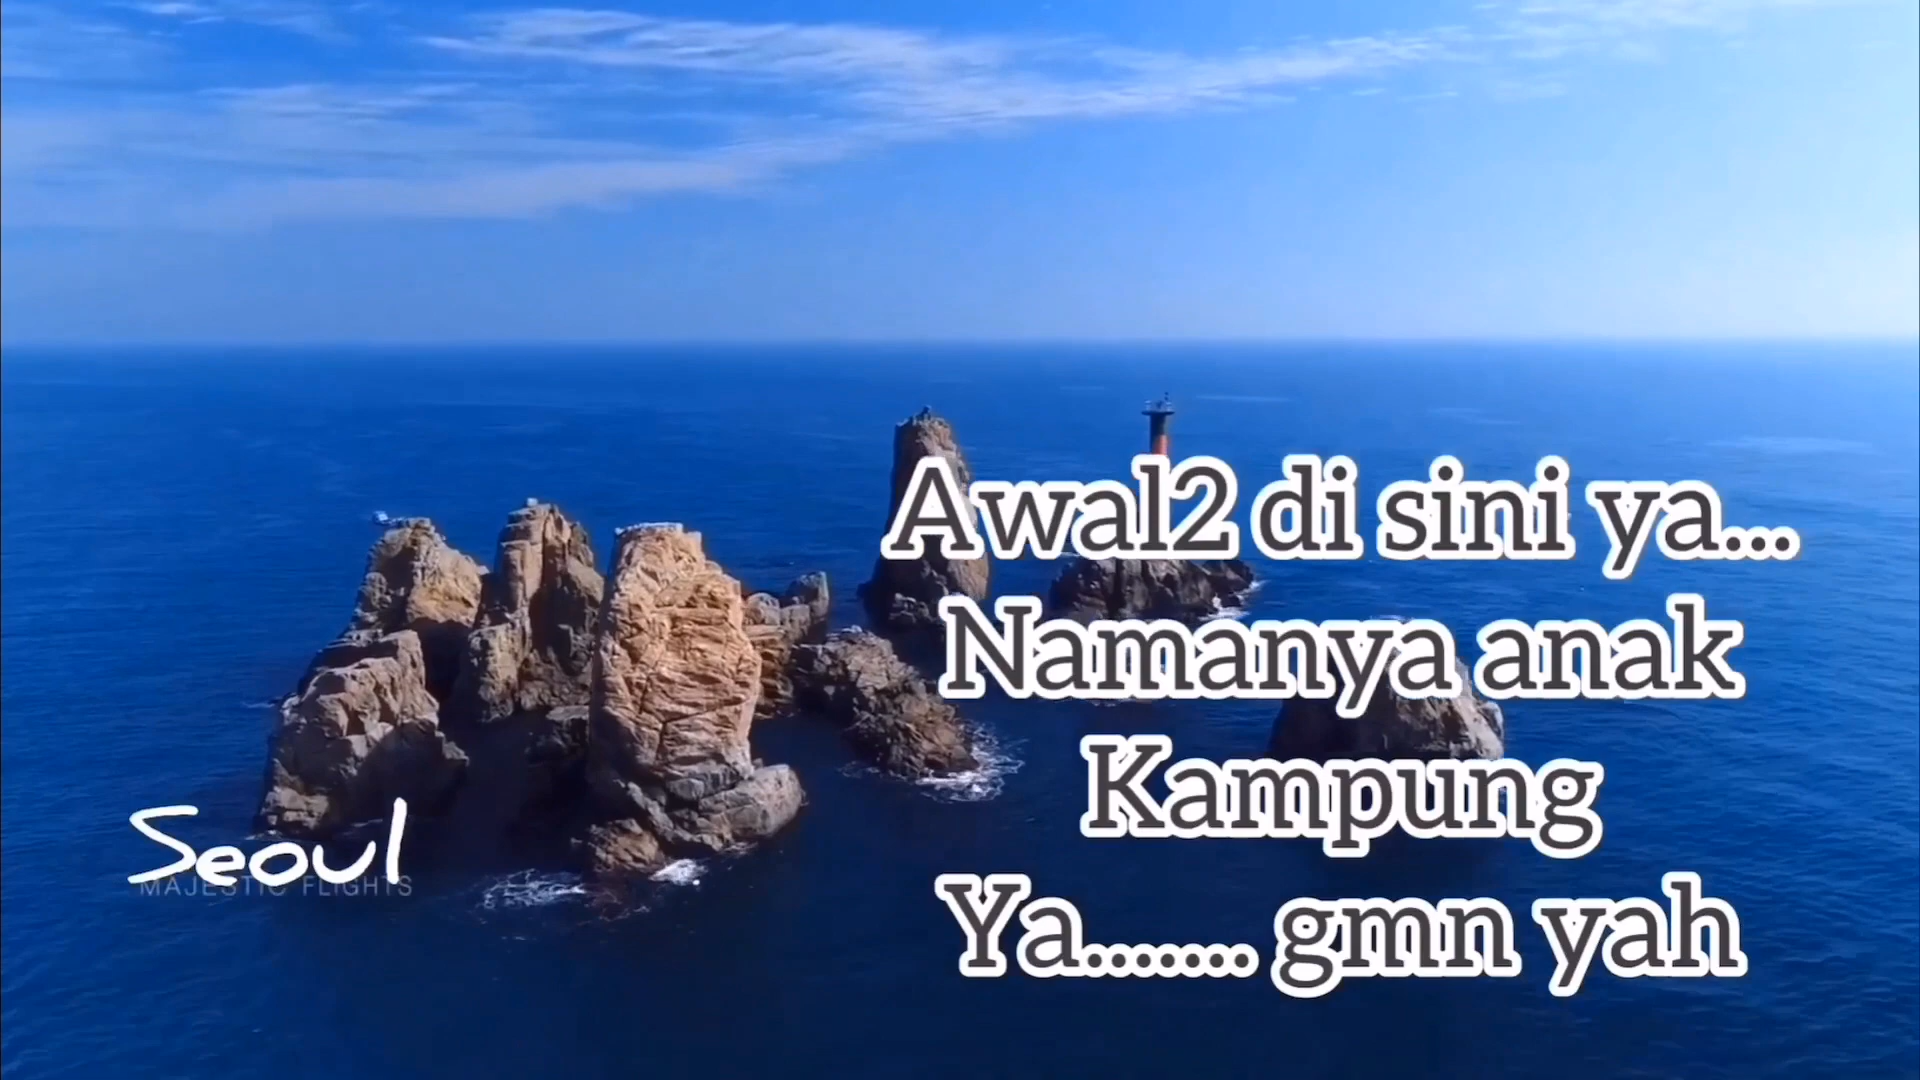 Awal2 di sini ya...
Namanya anak
Kampung
Ya....... gmn yah
Seoul
MAJESTIC FLIGHTS